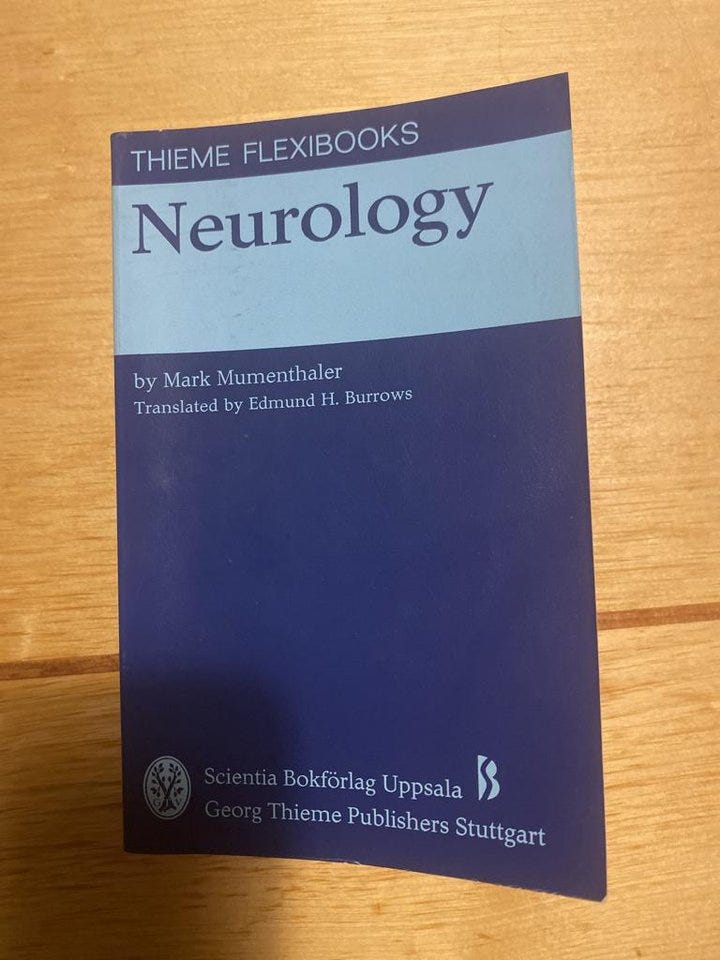 THIEME FLEXIBOOKS
Neurology
by Mark Mumenthaler
Translated by Edmund H. Burrows
Scientia Bokförlag Uppsala
Georg Thieme Publishers Stuttgart